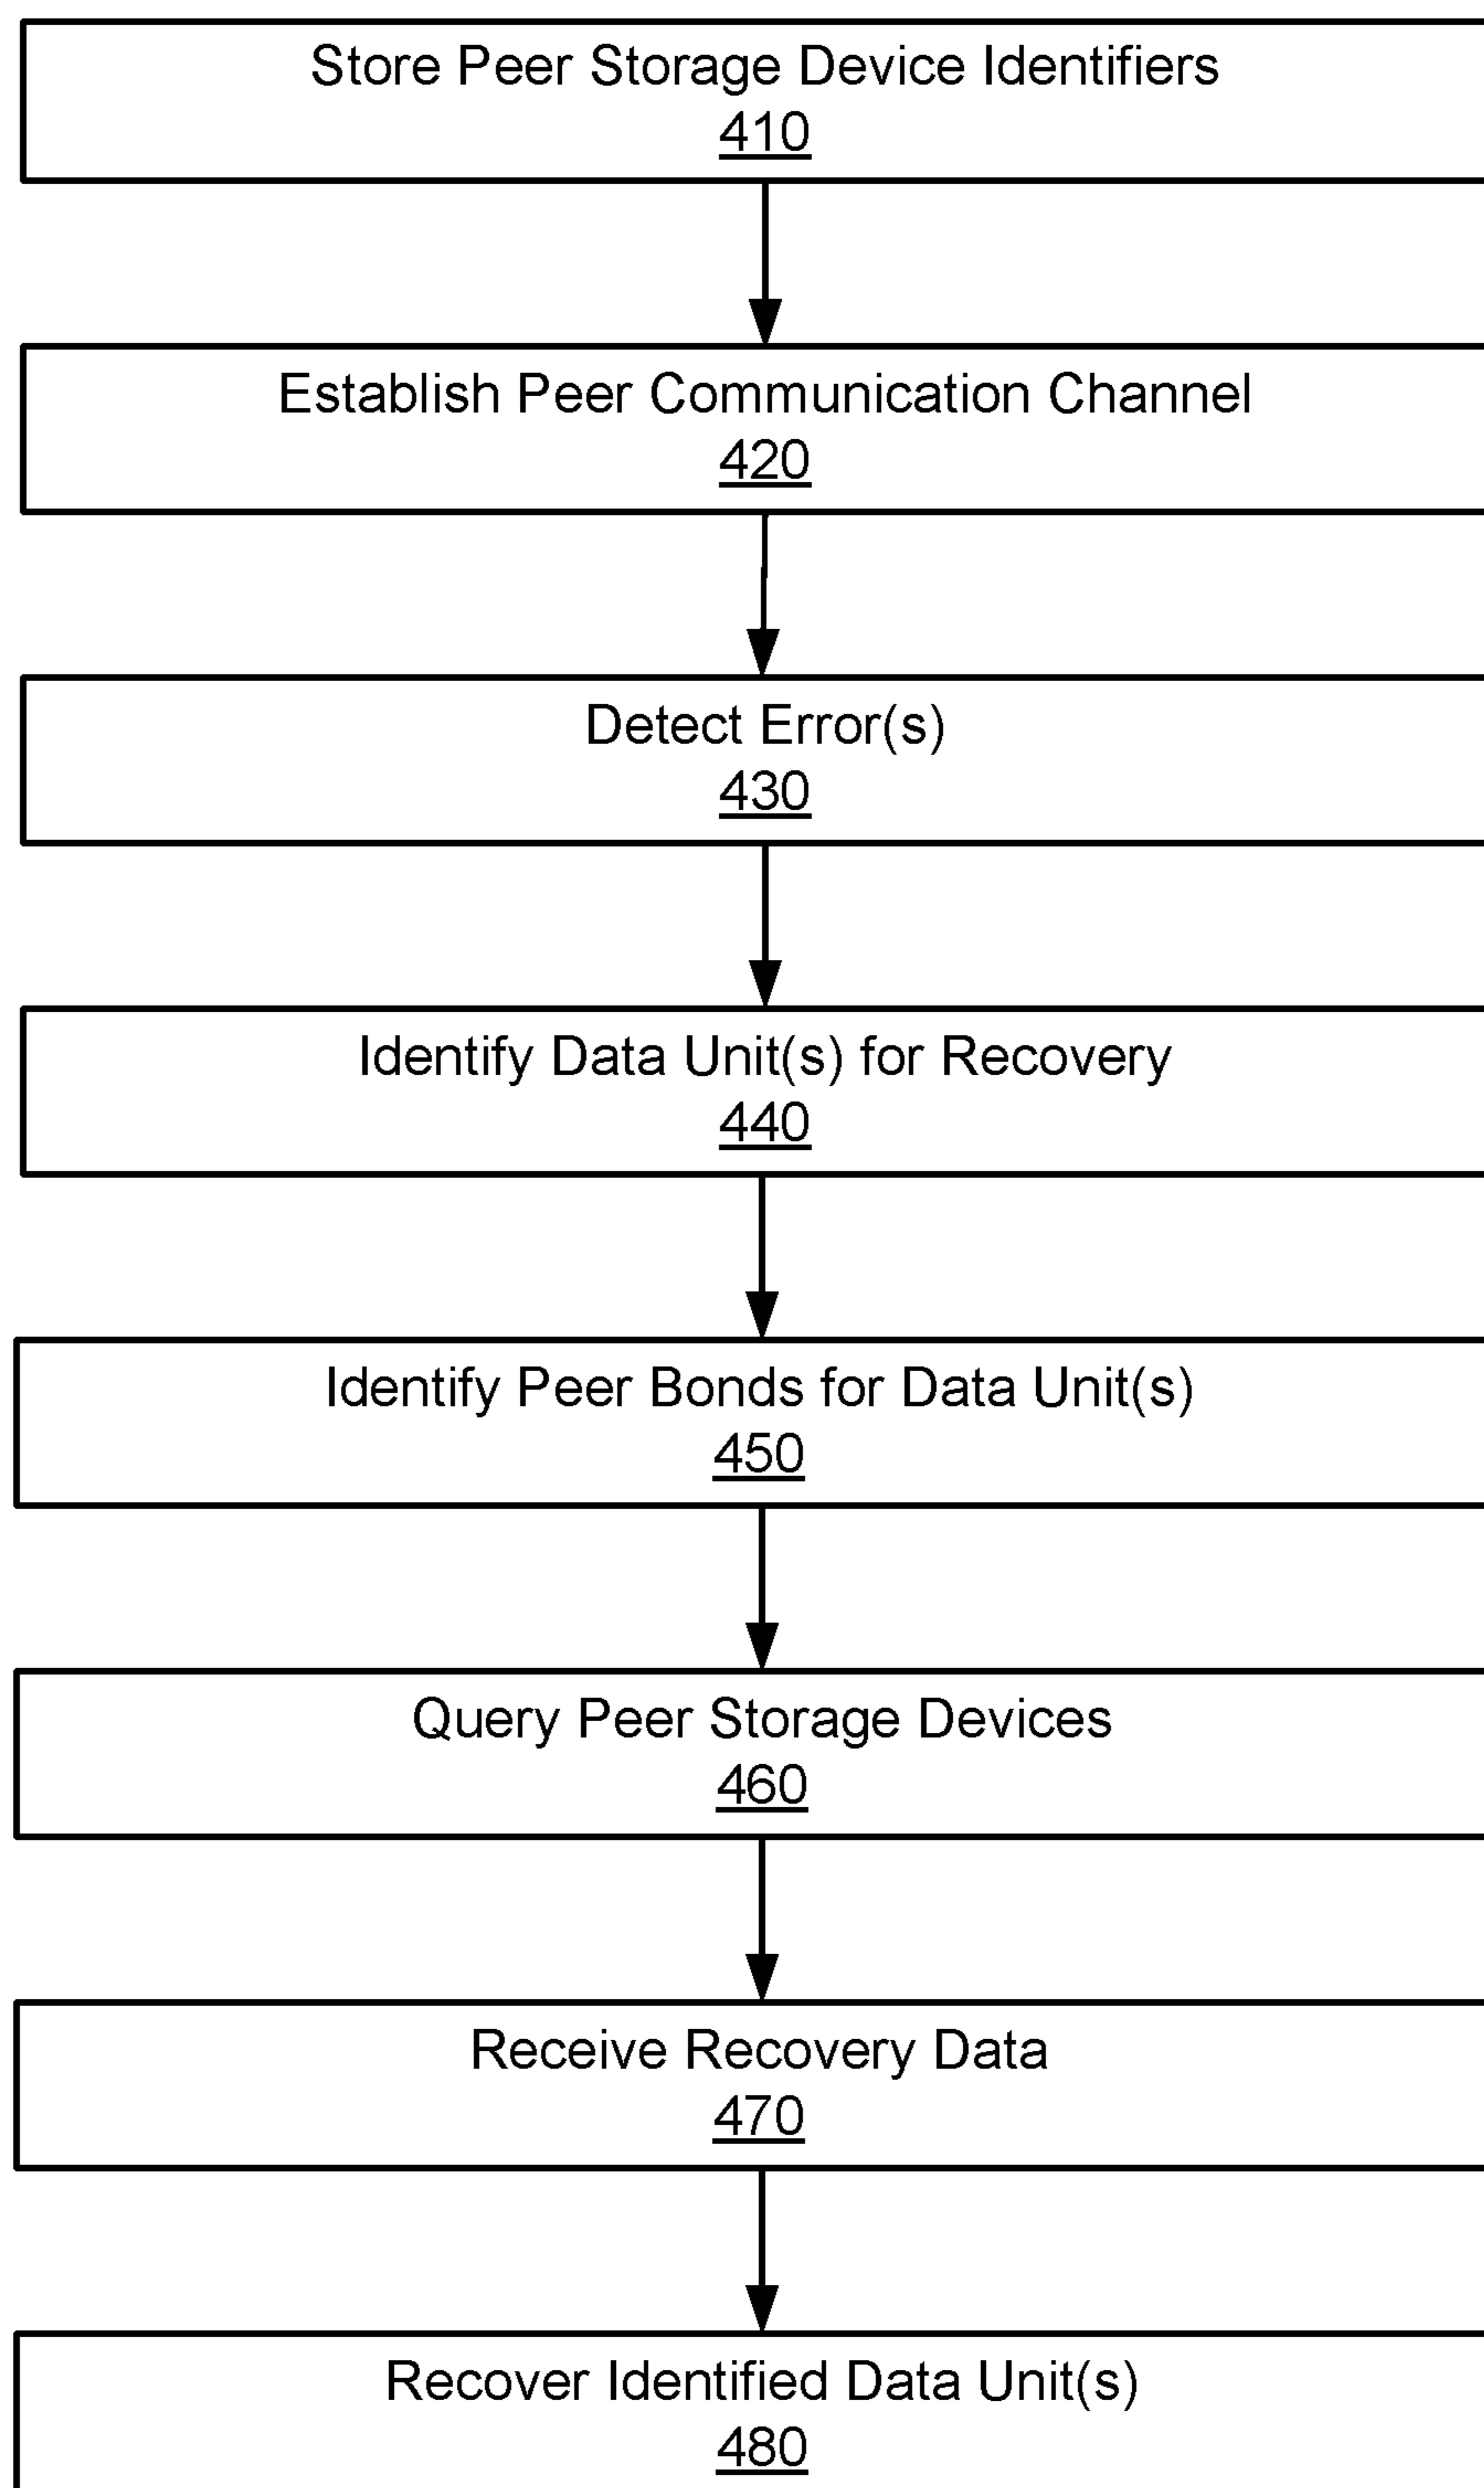 Store Peer Storage Device Identifiers
410
Establish Peer Communication Channel
420
Detect Error(s)
430
Identify Data Unit(s) for Recovery
440
Identify Peer Bonds for Data Unit(s)
450
Query Peer Storage Devices
460
Receive Recovery Data
470
Recover Identified Data Unit(s)
480